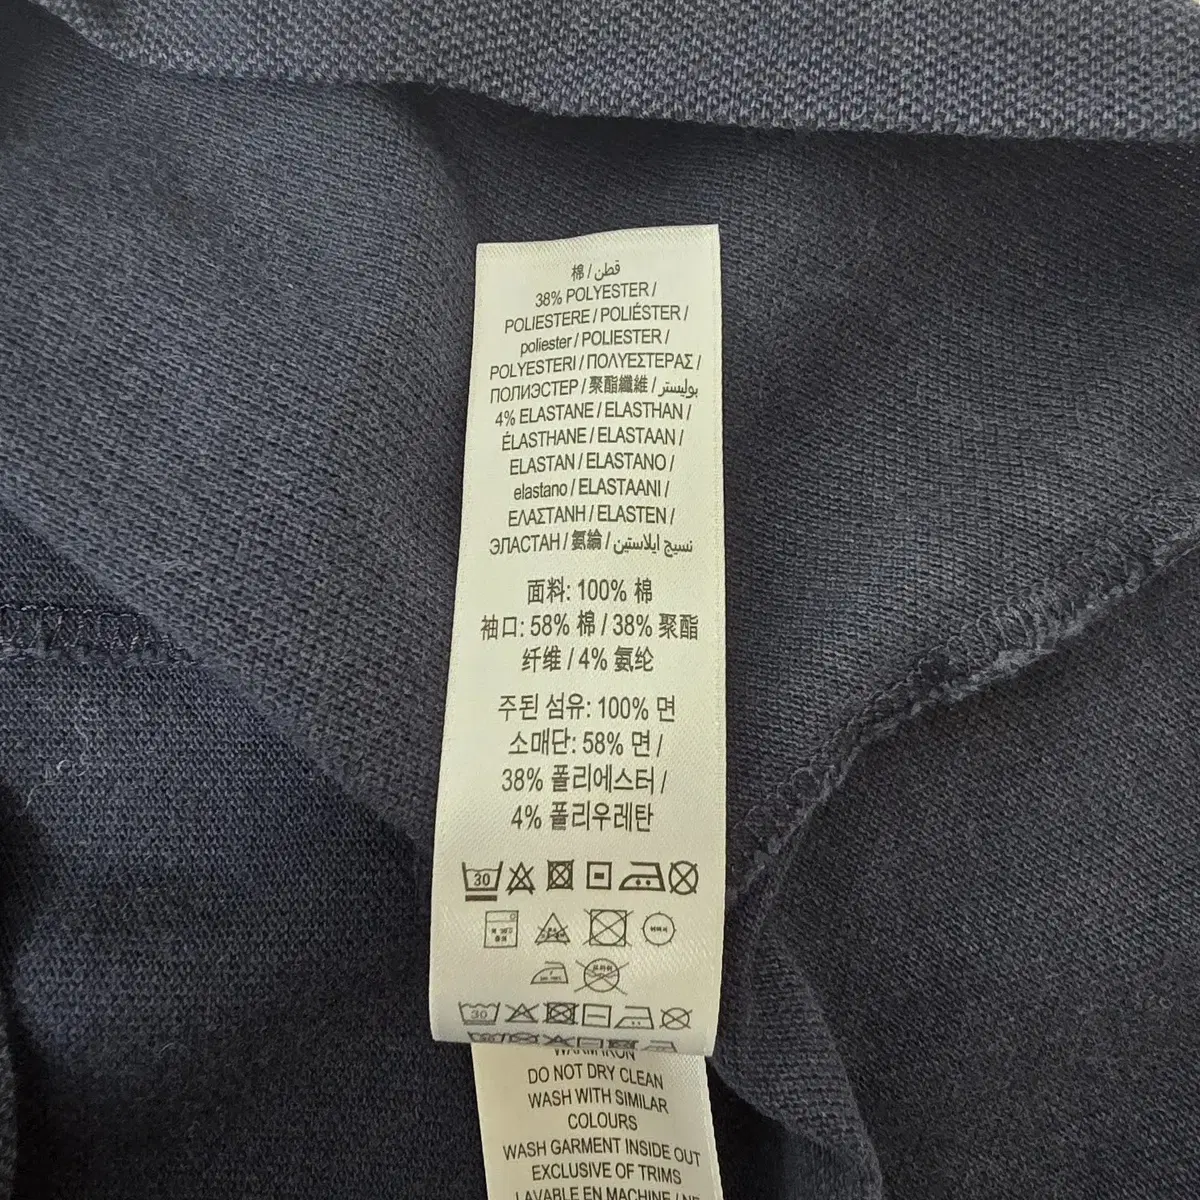 棉 / قطن
38% POLYESTER /
POLIESTERE / POLIÉSTER /
poliester / POLIESTER /
POLYESTERI / ΠΟΛΥΕΣΤΕΡΑΣ /
ПОЛИЭСТЕР / 聚酯纖維 / بوليستر
4% ELASTANE / ELASTHAN /
ÉLASTHANE / ELASTAAN /
ELASTAN / ELASTANO /
elastano / ELASTAANI /
ΕΛΑΣΤΑΝΗ / ELASTEN /
ЭЛАСТАН / 氨綸 / نسيج ايلاستين
面料: 100% 棉
袖口: 58% 棉 / 38% 聚酯
纤维 / 4% 氨纶
주된 섬유: 100% 면
소매단: 58% 면 /
38% 폴리에스터 /
4% 폴리우레탄
30
30
WARM IRON
DO NOT DRY CLEAN
WASH WITH SIMILAR
COLOURS
WASH GARMENT INSIDE OUT
EXCLUSIVE OF TRIMS
LAVABLE EN MACHINE / NE